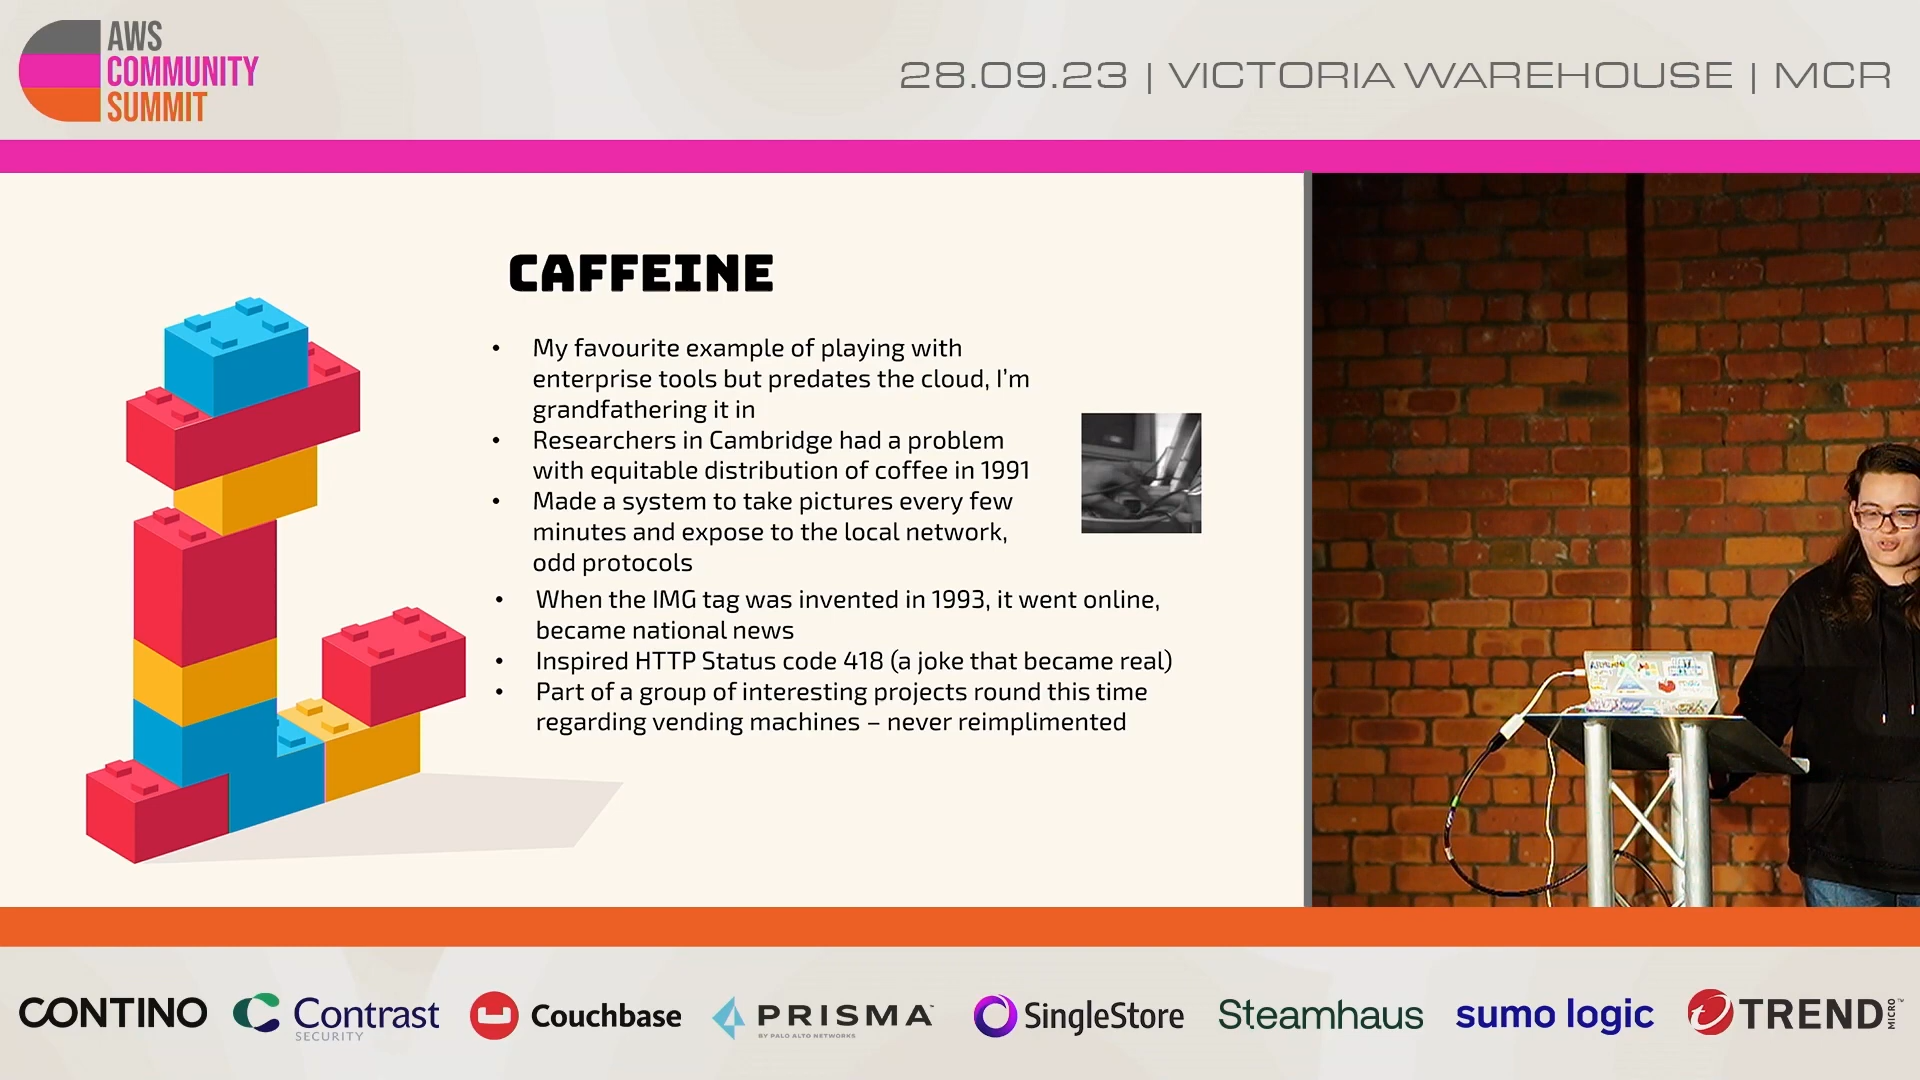 AWS
COMMUNITY
SUMMIT
28.09.23 | VICTORIA WAREHOUSE | MCR
CAFFEINE
• My favourite example of playing with
enterprise tools but predates the cloud, I'm
grandfathering it in
• Researchers in Cambridge had a problem
with equitable distribution of coffee in 1991
• Made a system to take pictures every few
minutes and expose to the local network,
odd protocols
• When the IMG tag was invented in 1993, it went online,
became national news
• Inspired HTTP Status code 418 (a joke that became real)
• Part of a group of interesting projects round this time
regarding vending machines – never reimplimented
CONTINO
Contrast
SECURITY
Couchbase
PRISMA™
BY PALO ALTO NETWORKS
SingleStore
Steamhaus
sumo logic
TREND MICRO™